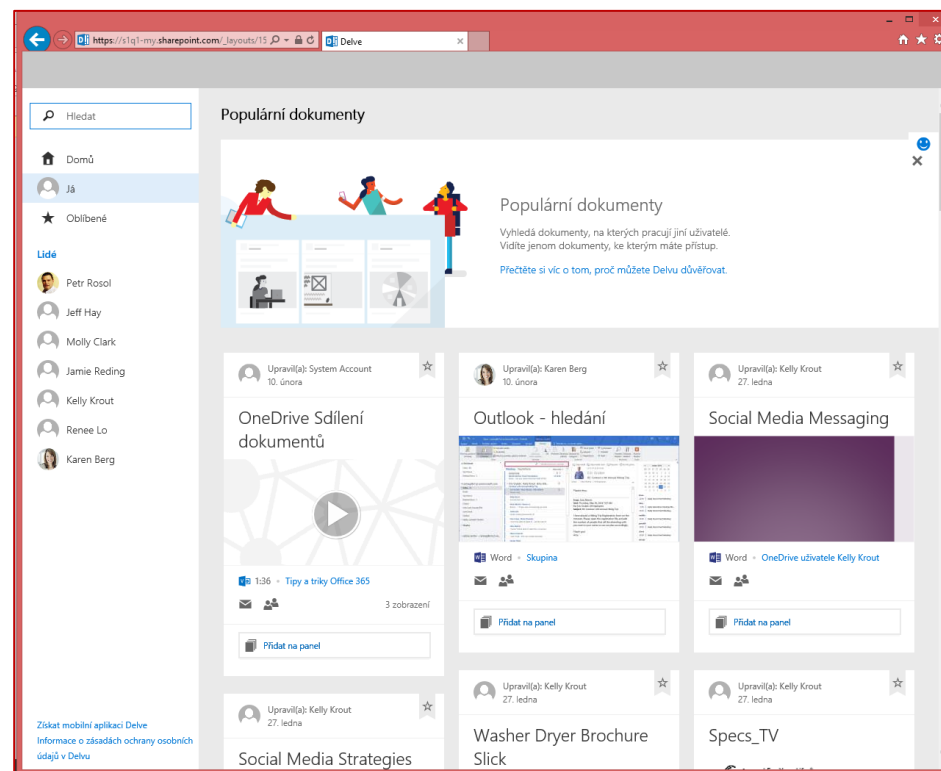 https://s1q1-my.sharepoint.com/_layouts/15
Delve
Hledat
Domů
Já
Oblíbené
Lidé
Petr Rosol
Jeff Hay
Molly Clark
Jamie Reding
Kelly Krout
Renee Lo
Karen Berg
Získat mobilní aplikaci Delve
Informace o zásadách ochrany osobních
údajů v Delvu
Populární dokumenty
Populární dokumenty
Vyhledá dokumenty, na kterých pracují jiní uživatelé.
Vidíte jenom dokumenty, ke kterým máte přístup.
Přečtěte si víc o tom, proč můžete Delvu důvěřovat.
Upravil(a): System Account
10. února
OneDrive Sdílení
dokumentů
1:36 • Tipy a triky Office 365
3 zobrazení
Přidat na panel
Upravil(a): Karen Berg
10. února
Outlook - hledání
Word • Skupina
Přidat na panel
Upravil(a): Kelly Krout
27. ledna
Social Media Messaging
Word • OneDrive uživatele Kelly Krout
Přidat na panel
Upravil(a): Kelly Krout
27. ledna
Social Media Strategies
Upravil(a): Kelly Krout
27. ledna
Washer Dryer Brochure
Slick
Upravil(a): Kelly Krout
27. ledna
Specs_TV